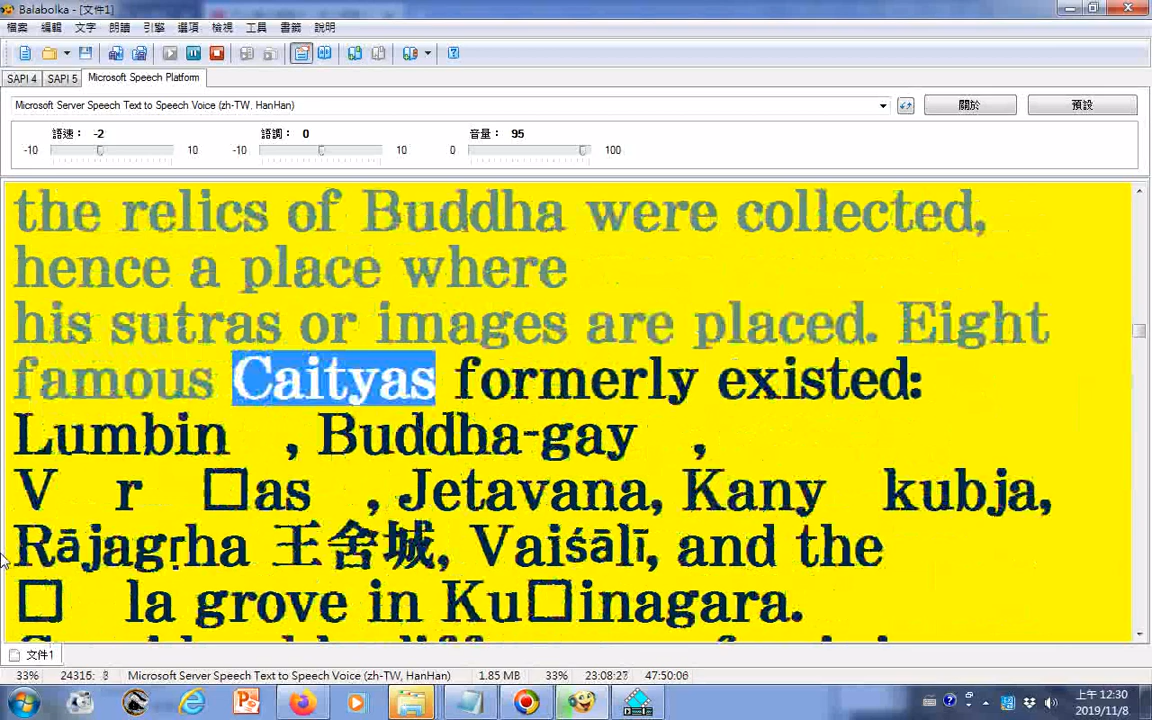 Balabolka - [文件1]
檔案 編輯 文字 朗讀 引擎 選項 檢視 工具 書籤 說明
SAPI 4 SAPI 5 Microsoft Speech Platform
Microsoft Server Speech Text to Speech Voice (zh-TW, HanHan) 關於 預設
語速： -2 語調： 0 音量： 95
-10 10 -10 10 0 100
the relics of Buddha were collected,
hence a place where
his sutras or images are placed. Eight
famous Caityas formerly existed:
Lumbin , Buddha-gay ,
V r □as , Jetavana, Kany kubja,
Rājagṛha 王舍城, Vaiśālī, and the
□ la grove in Ku□inagara.
文件1
33% 24315: 8 Microsoft Server Speech Text to Speech Voice (zh-TW, HanHan) 1.85 MB 33% 23:08:27 47:50:06
上午 12:30
2019/11/8